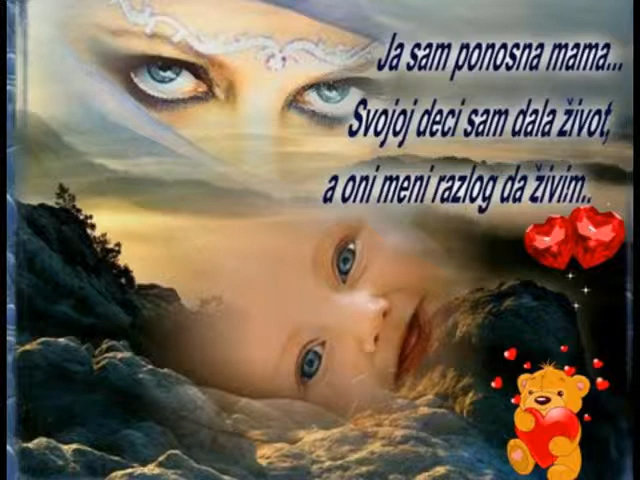 Ja sam ponosna mama...
Svojoj deci sam dala život,
a oni meni razlog da živim..